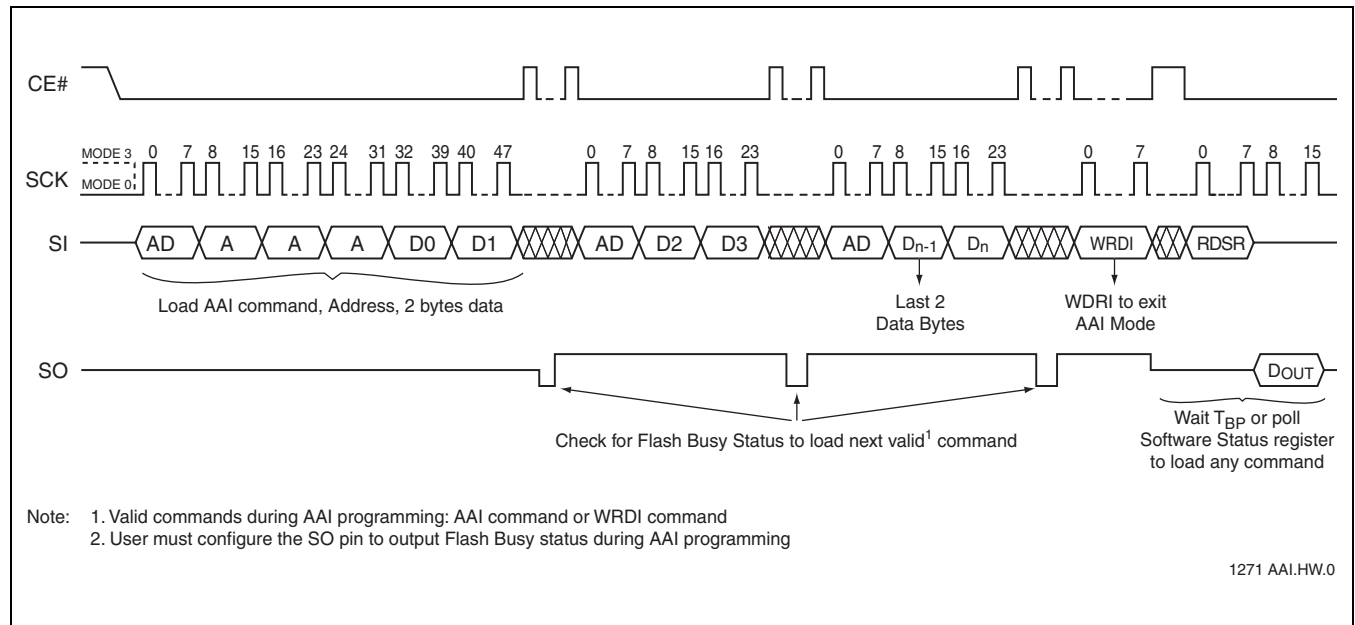 CE#
MODE 3 0 7 8 15 16 23 24 31 32 39 40 47 0 7 8 15 16 23 0 7 8 15 16 23 0 7 0 7 8 15
SCK MODE 0
SI AD A A A D0 D1 AD D2 D3 AD Dn-1 Dn WRDI RDSR
Load AAI command, Address, 2 bytes data
Last 2
Data Bytes
WDRI to exit
AAI Mode
SO DOUT
Check for Flash Busy Status to load next valid1 command
Wait TBP or poll
Software Status register
to load any command
Note: 1. Valid commands during AAI programming: AAI command or WRDI command
2. User must configure the SO pin to output Flash Busy status during AAI programming
1271 AAI.HW.0